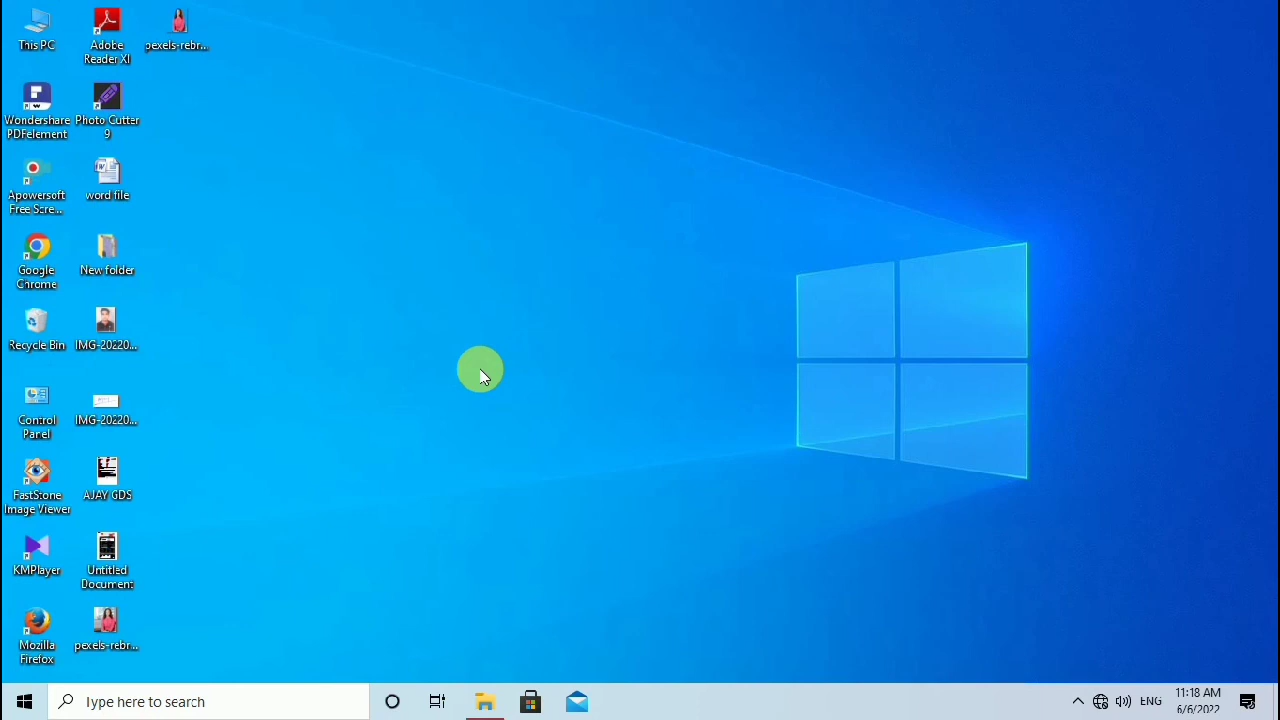 This PC
Adobe
Reader XI
pexels-rebr...
Wondershare
PDFelement
Photo Cutter
9
Apowersoft
Free Scre...
word file
Google
Chrome
New folder
Recycle Bin
IMG-20220...
Control
Panel
IMG-20220...
FastStone
Image Viewer
AJAY GDS
KMPlayer
Untitled
Document
Mozilla
Firefox
pexels-rebr...
Type here to search
ENG
11:18 AM
6/6/2022